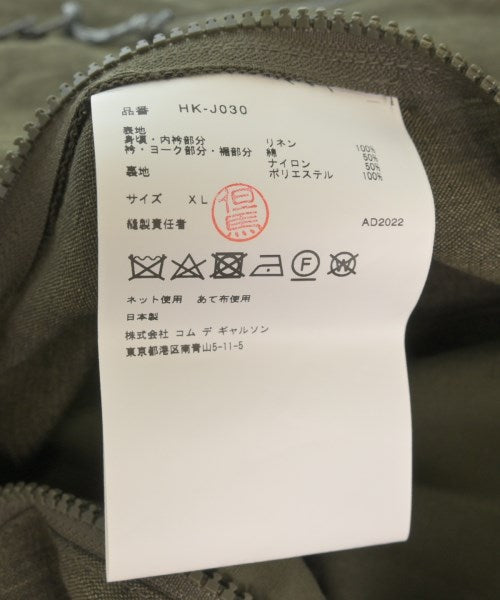 品番 HK-J030
表地
身頃・内衿部分 リネン 100%
衿・ヨーク部分・裾部分 綿 50%
ナイロン 50%
裏地 ポリエステル 100%
サイズ XL
縫製責任者 AD2022
F
W
ネット使用 あて布使用
日本製
株式会社 コム デ ギャルソン
東京都港区南青山5-11-5